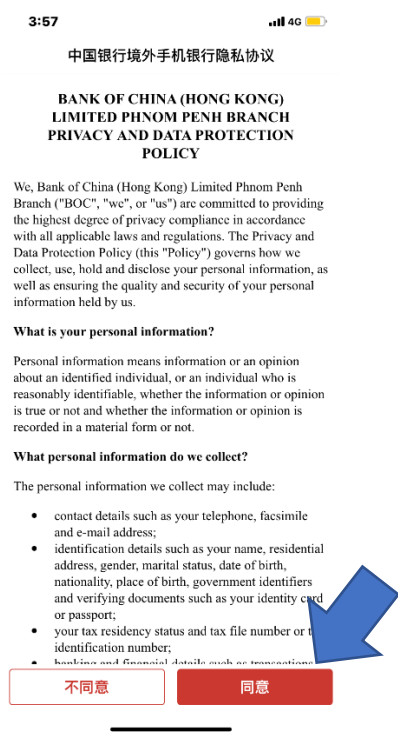 3:57
4G
中国银行境外手机银行隐私协议
BANK OF CHINA (HONG KONG)
LIMITED PHNOM PENH BRANCH
PRIVACY AND DATA PROTECTION
POLICY
We, Bank of China (Hong Kong) Limited Phnom Penh
Branch ("BOC", "we", or "us") are committed to providing
the highest degree of privacy compliance in accordance
with all applicable laws and regulations. The Privacy and
Data Protection Policy (this "Policy") governs how we
collect, use, hold and disclose your personal information, as
well as ensuring the quality and security of your personal
information held by us.
What is your personal information?
Personal information means information or an opinion
about an identified individual, or an individual who is
reasonably identifiable, whether the information or opinion
is true or not and whether the information or opinion is
recorded in a material form or not.
What personal information do we collect?
The personal information we collect may include:
• contact details such as your telephone, facsimile
and e-mail address;
• identification details such as your name, residential
address, gender, marital status, date of birth,
nationality, place of birth, government identifiers
and verifying documents such as your identity card
or passport;
• your tax residency status and tax file number or
identification number;
• banking and financial details such as transactions
不同意
同意